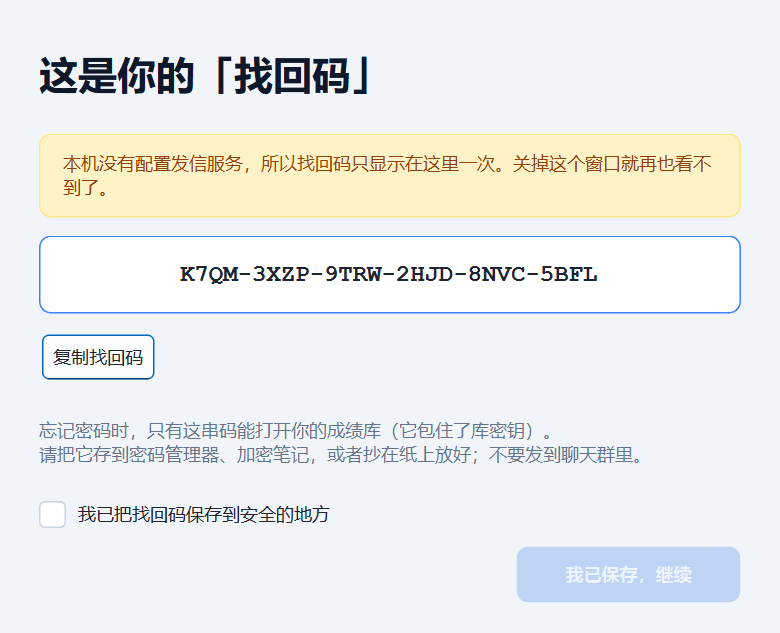 这是你的「找回码」
本机没有配置发信服务，所以找回码只显示在这里一次。关掉这个窗口就再也看不
到了。
K7QM-3XZP-9TRW-2HJD-8NVC-5BFL
复制找回码
忘记密码时，只有这串码能打开你的成绩库（它包住了库密钥）。
请把它存到密码管理器、加密笔记，或者抄在纸上放好；不要发到聊天群里。
我已把找回码保存到安全的地方
我已保存，继续